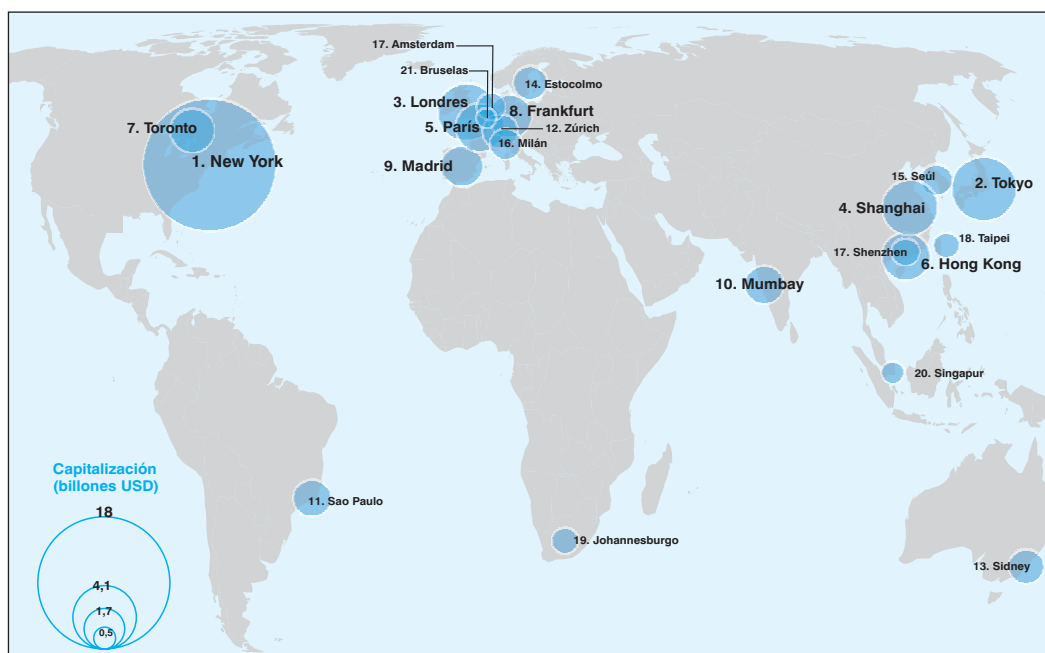 17. Amsterdam
21. Bruselas
14. Estocolmo
3. Londres
8. Frankfurt
7. Toronto
5. París
12. Zúrich
16. Milán
1. New York
9. Madrid
15. Seúl
2. Tokyo
4. Shanghai
18. Taipei
17. Shenzhen
6. Hong Kong
10. Mumbay
20. Singapur
Capitalización
(billones USD)
11. Sao Paulo
18
19. Johannesburgo
13. Sidney
4,1
1,7
0,5